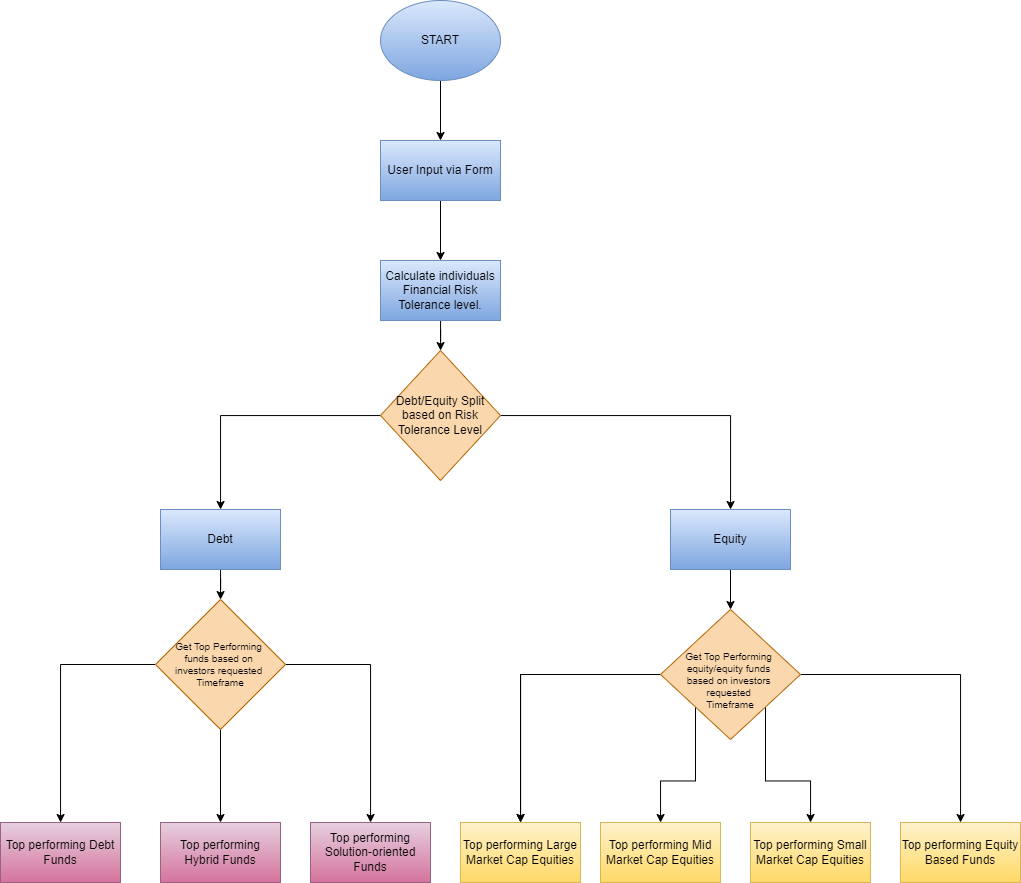 START
User Input via Form
Calculate individuals
Financial Risk
Tolerance level.
Debt/Equity Split
based on Risk
Tolerance Level
Debt
Equity
Get Top Performing
funds based on
investors requested
Timeframe
Get Top Performing
equity/equity funds
based on investors
requested
Timeframe
Top performing Debt
Funds
Top performing
Hybrid Funds
Top performing
Solution-oriented
Funds
Top performing Large
Market Cap Equities
Top performing Mid
Market Cap Equities
Top performing Small
Market Cap Equities
Top performing Equity
Based Funds